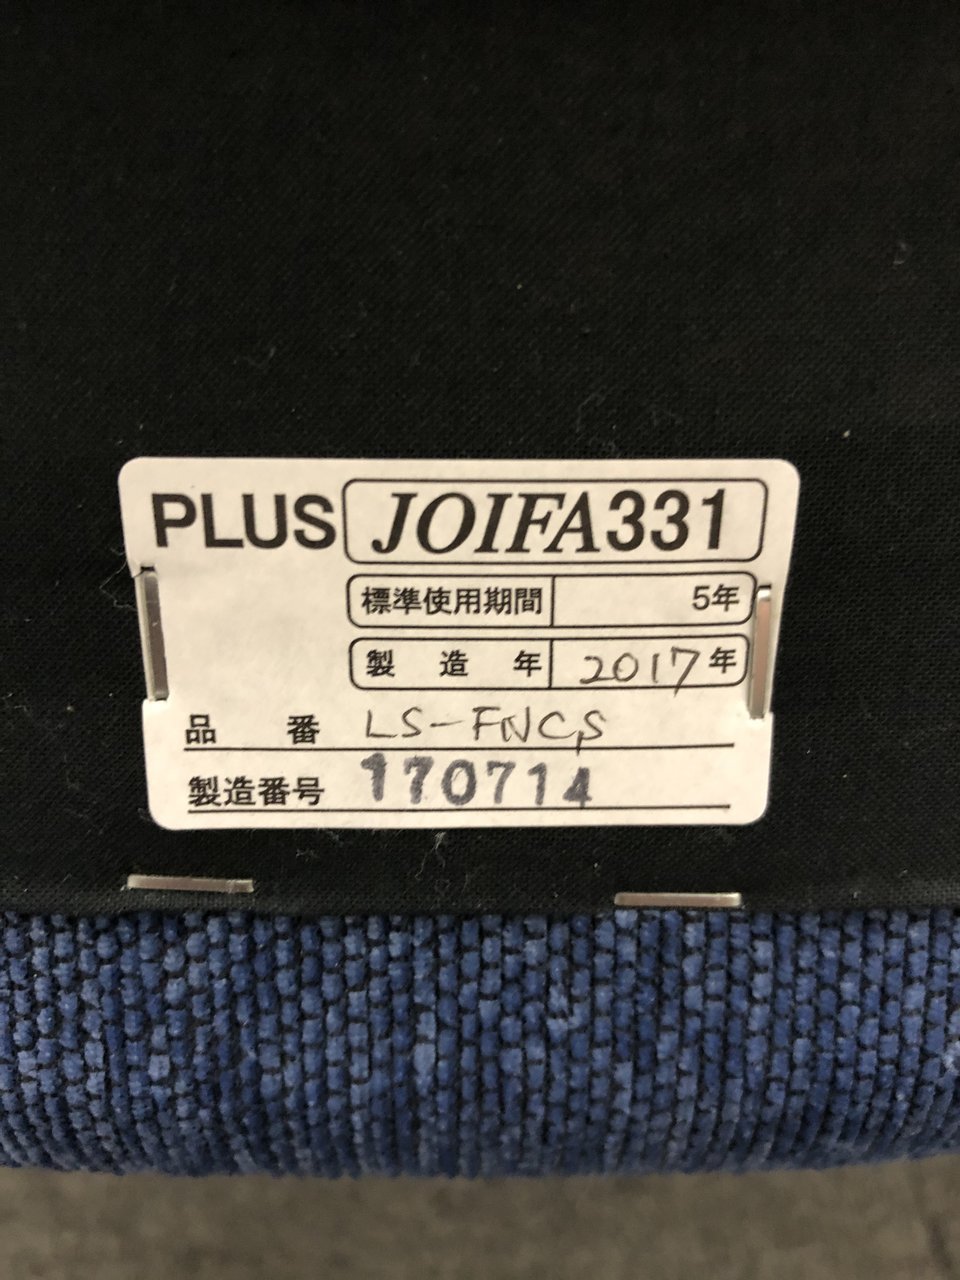 PLUS JOIFA331
標準使用期間 5年
製造年 2017年
品番 LS-FNCS
製造番号 170714